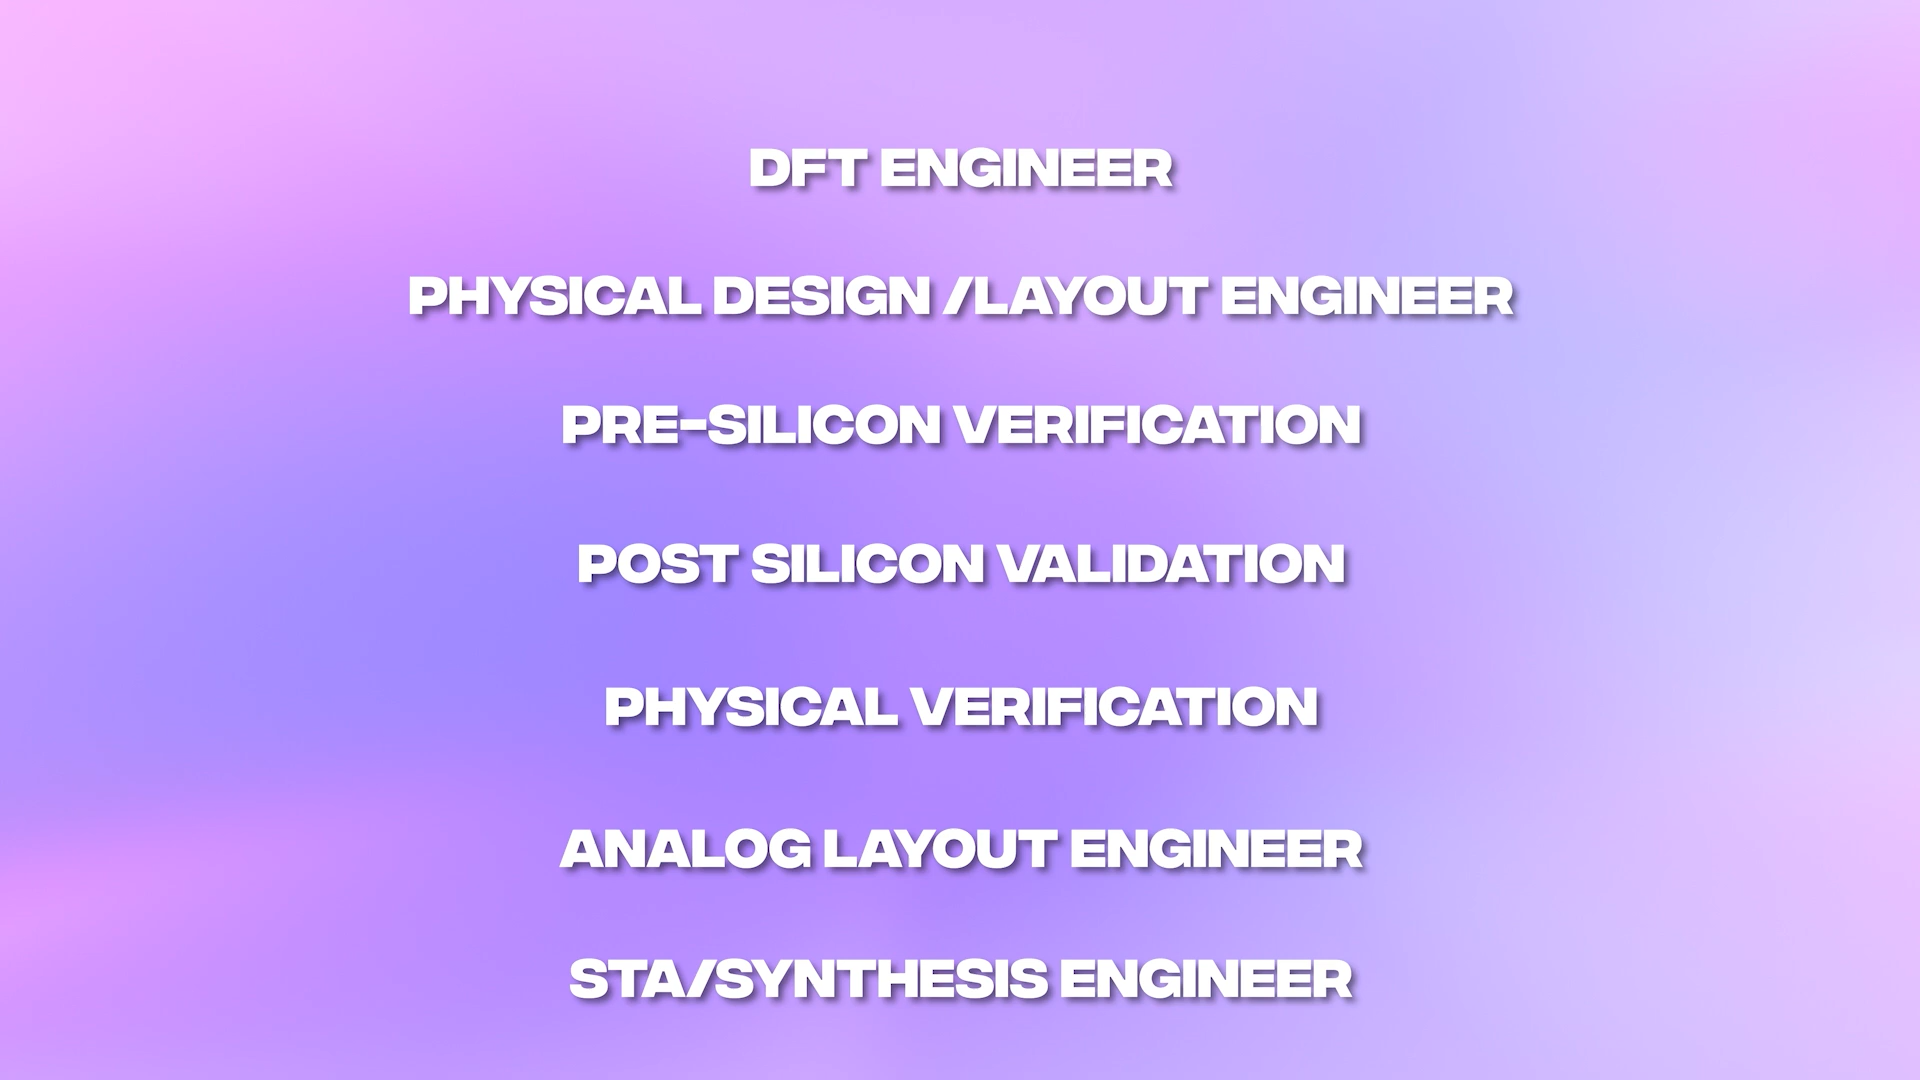 DFT ENGINEER
PHYSICAL DESIGN /LAYOUT ENGINEER
PRE-SILICON VERIFICATION
POST SILICON VALIDATION
PHYSICAL VERIFICATION
ANALOG LAYOUT ENGINEER
STA/SYNTHESIS ENGINEER